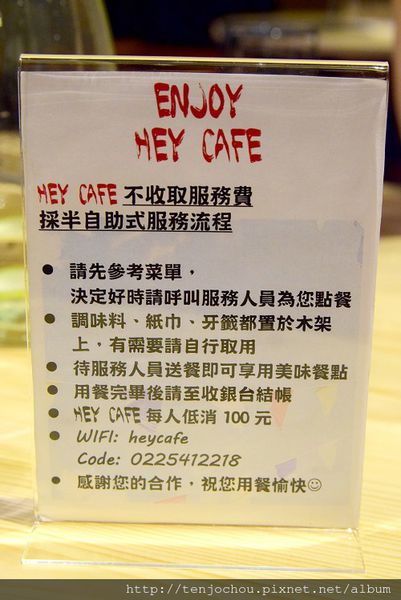 ENJOY
HEY CAFE
HEY CAFE 不收取服務費
採半自助式服務流程
● 請先參考菜單，
決定好時請呼叫服務人員為您點餐
● 調味料、紙巾、牙籤都置於木架
上，有需要請自行取用
● 待服務人員送餐即可享用美味餐點
● 用餐完畢後請至收銀台結帳
● HEY CAFE 每人低消 100 元
● WIFI: heycafe
Code: 0225412218
● 感謝您的合作，祝您用餐愉快☺
http://tenjochou.pixnet.net/album